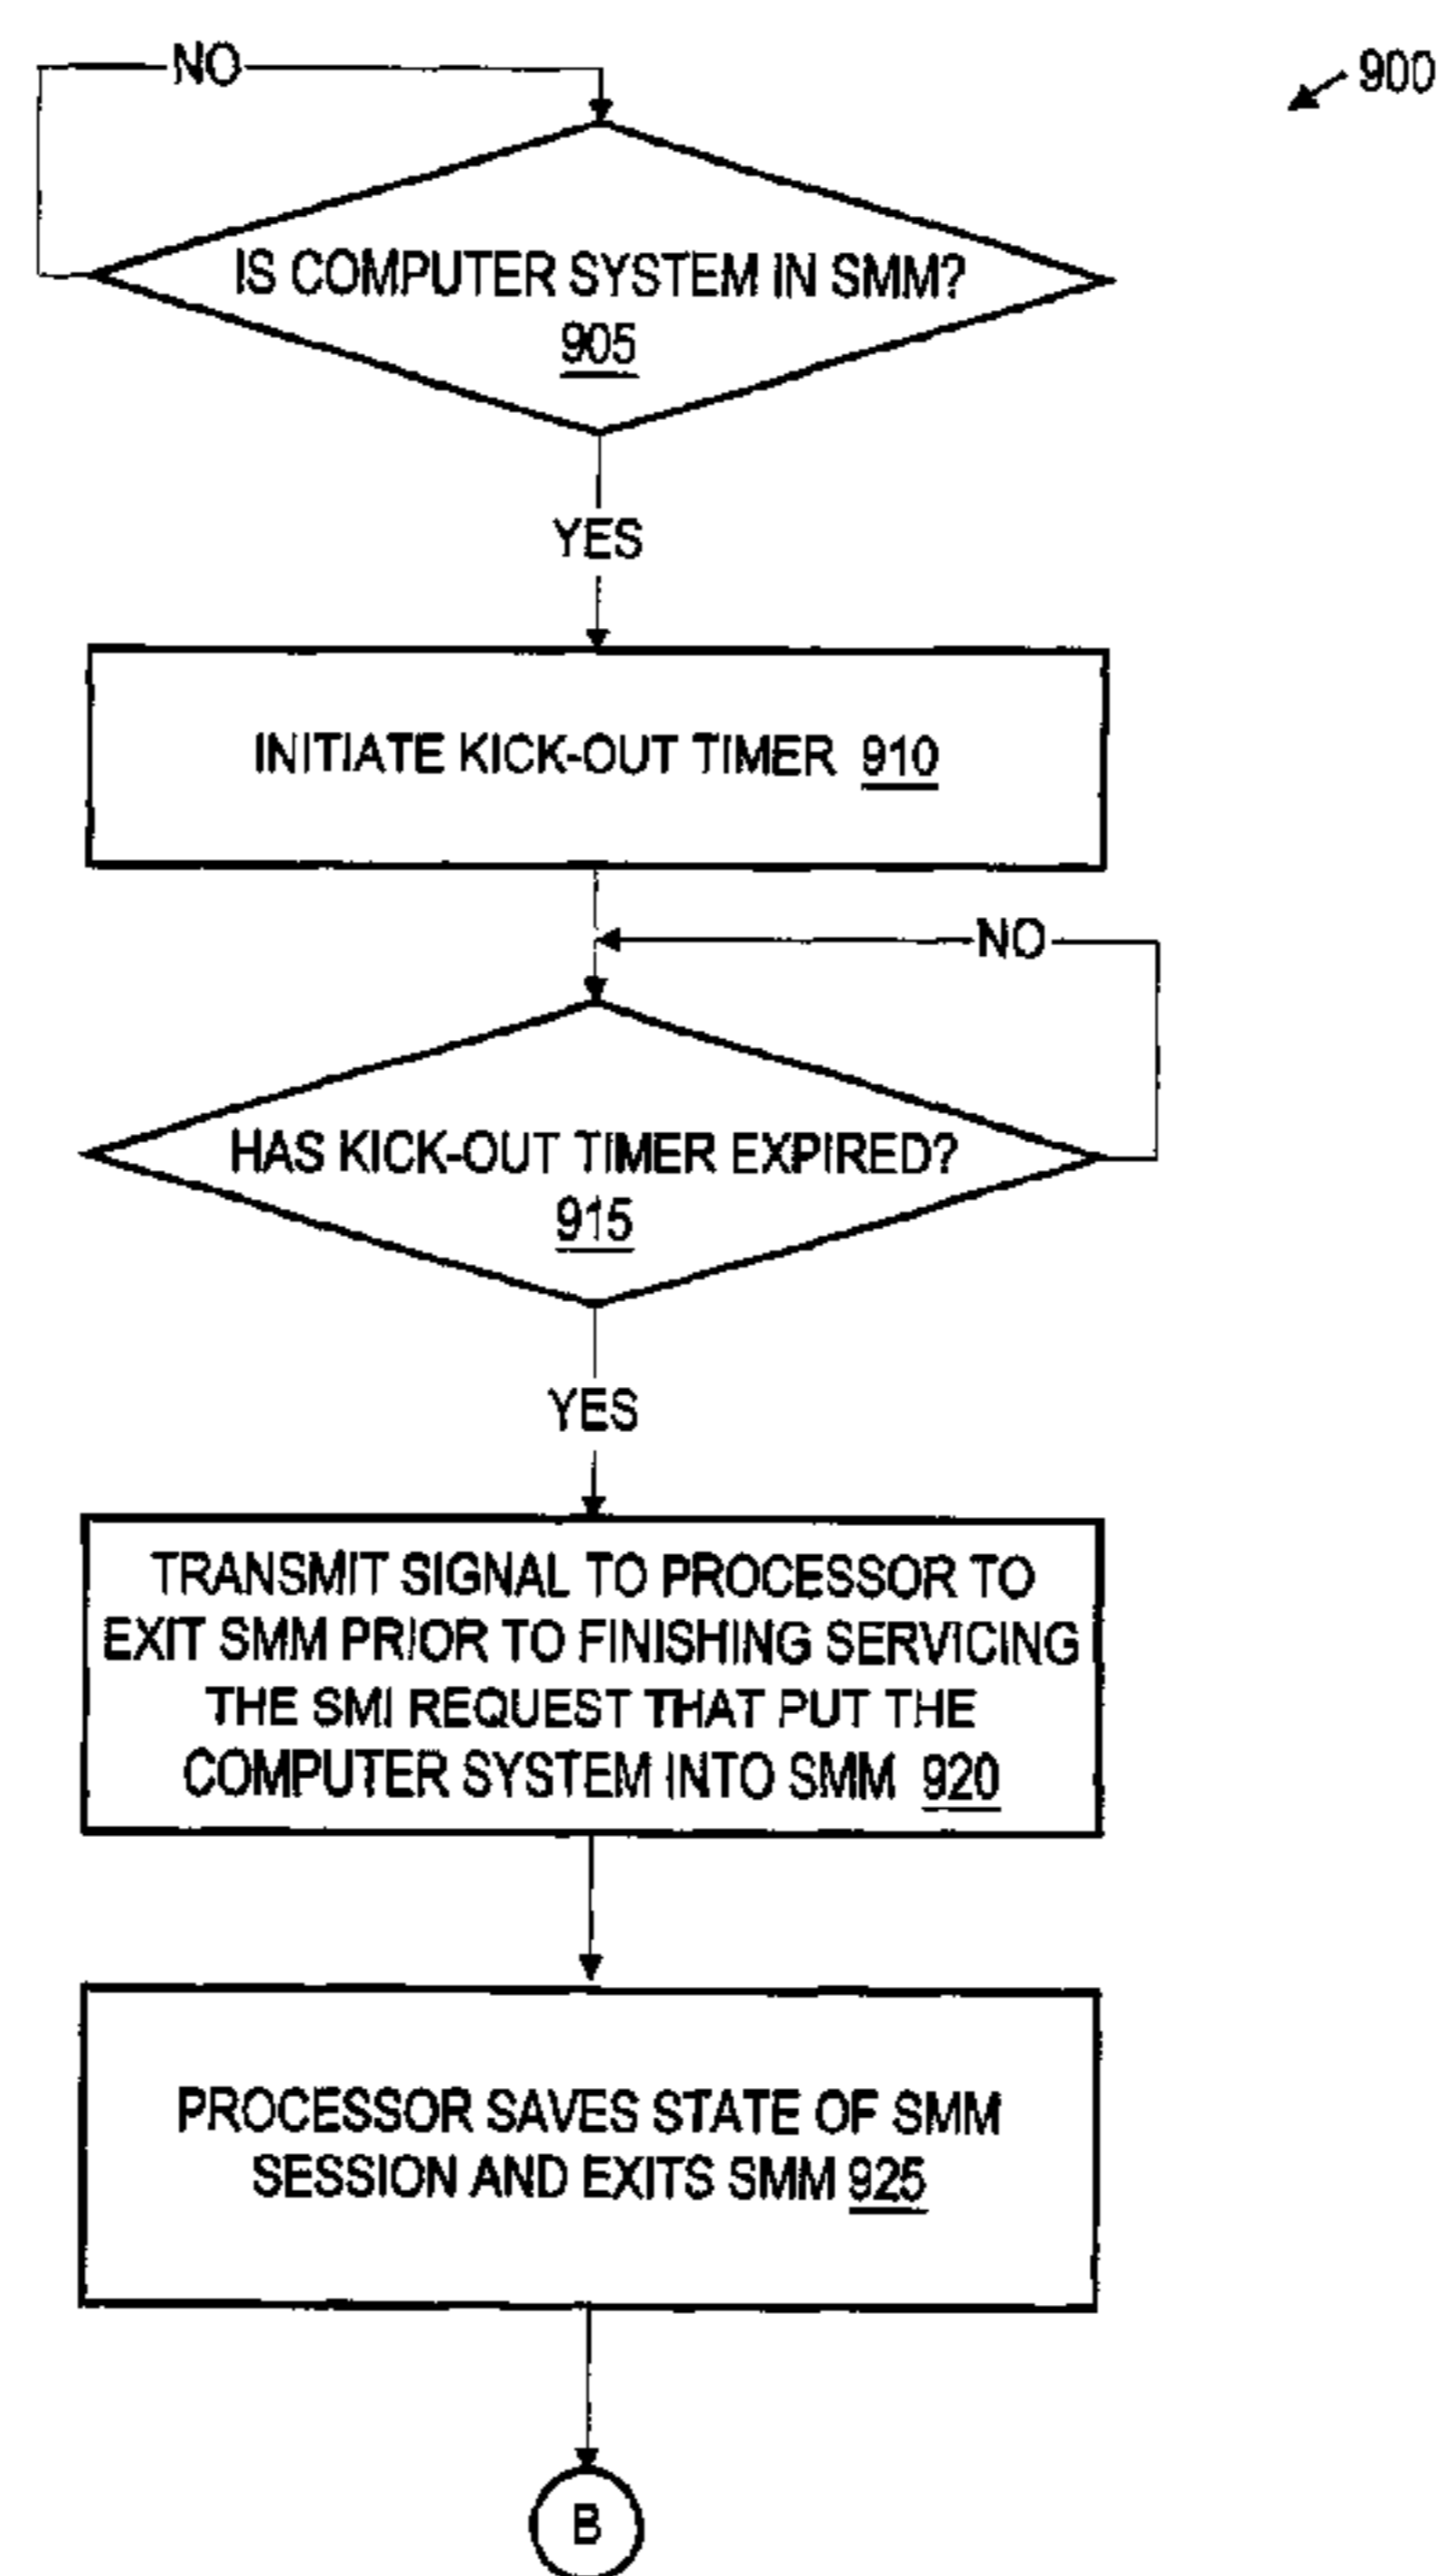 NO
900
IS COMPUTER SYSTEM IN SMM?
905
YES
INITIATE KICK-OUT TIMER 910
NO
HAS KICK-OUT TIMER EXPIRED?
915
YES
TRANSMIT SIGNAL TO PROCESSOR TO
EXIT SMM PRIOR TO FINISHING SERVICING
THE SMI REQUEST THAT PUT THE
COMPUTER SYSTEM INTO SMM 920
PROCESSOR SAVES STATE OF SMM
SESSION AND EXITS SMM 925
B